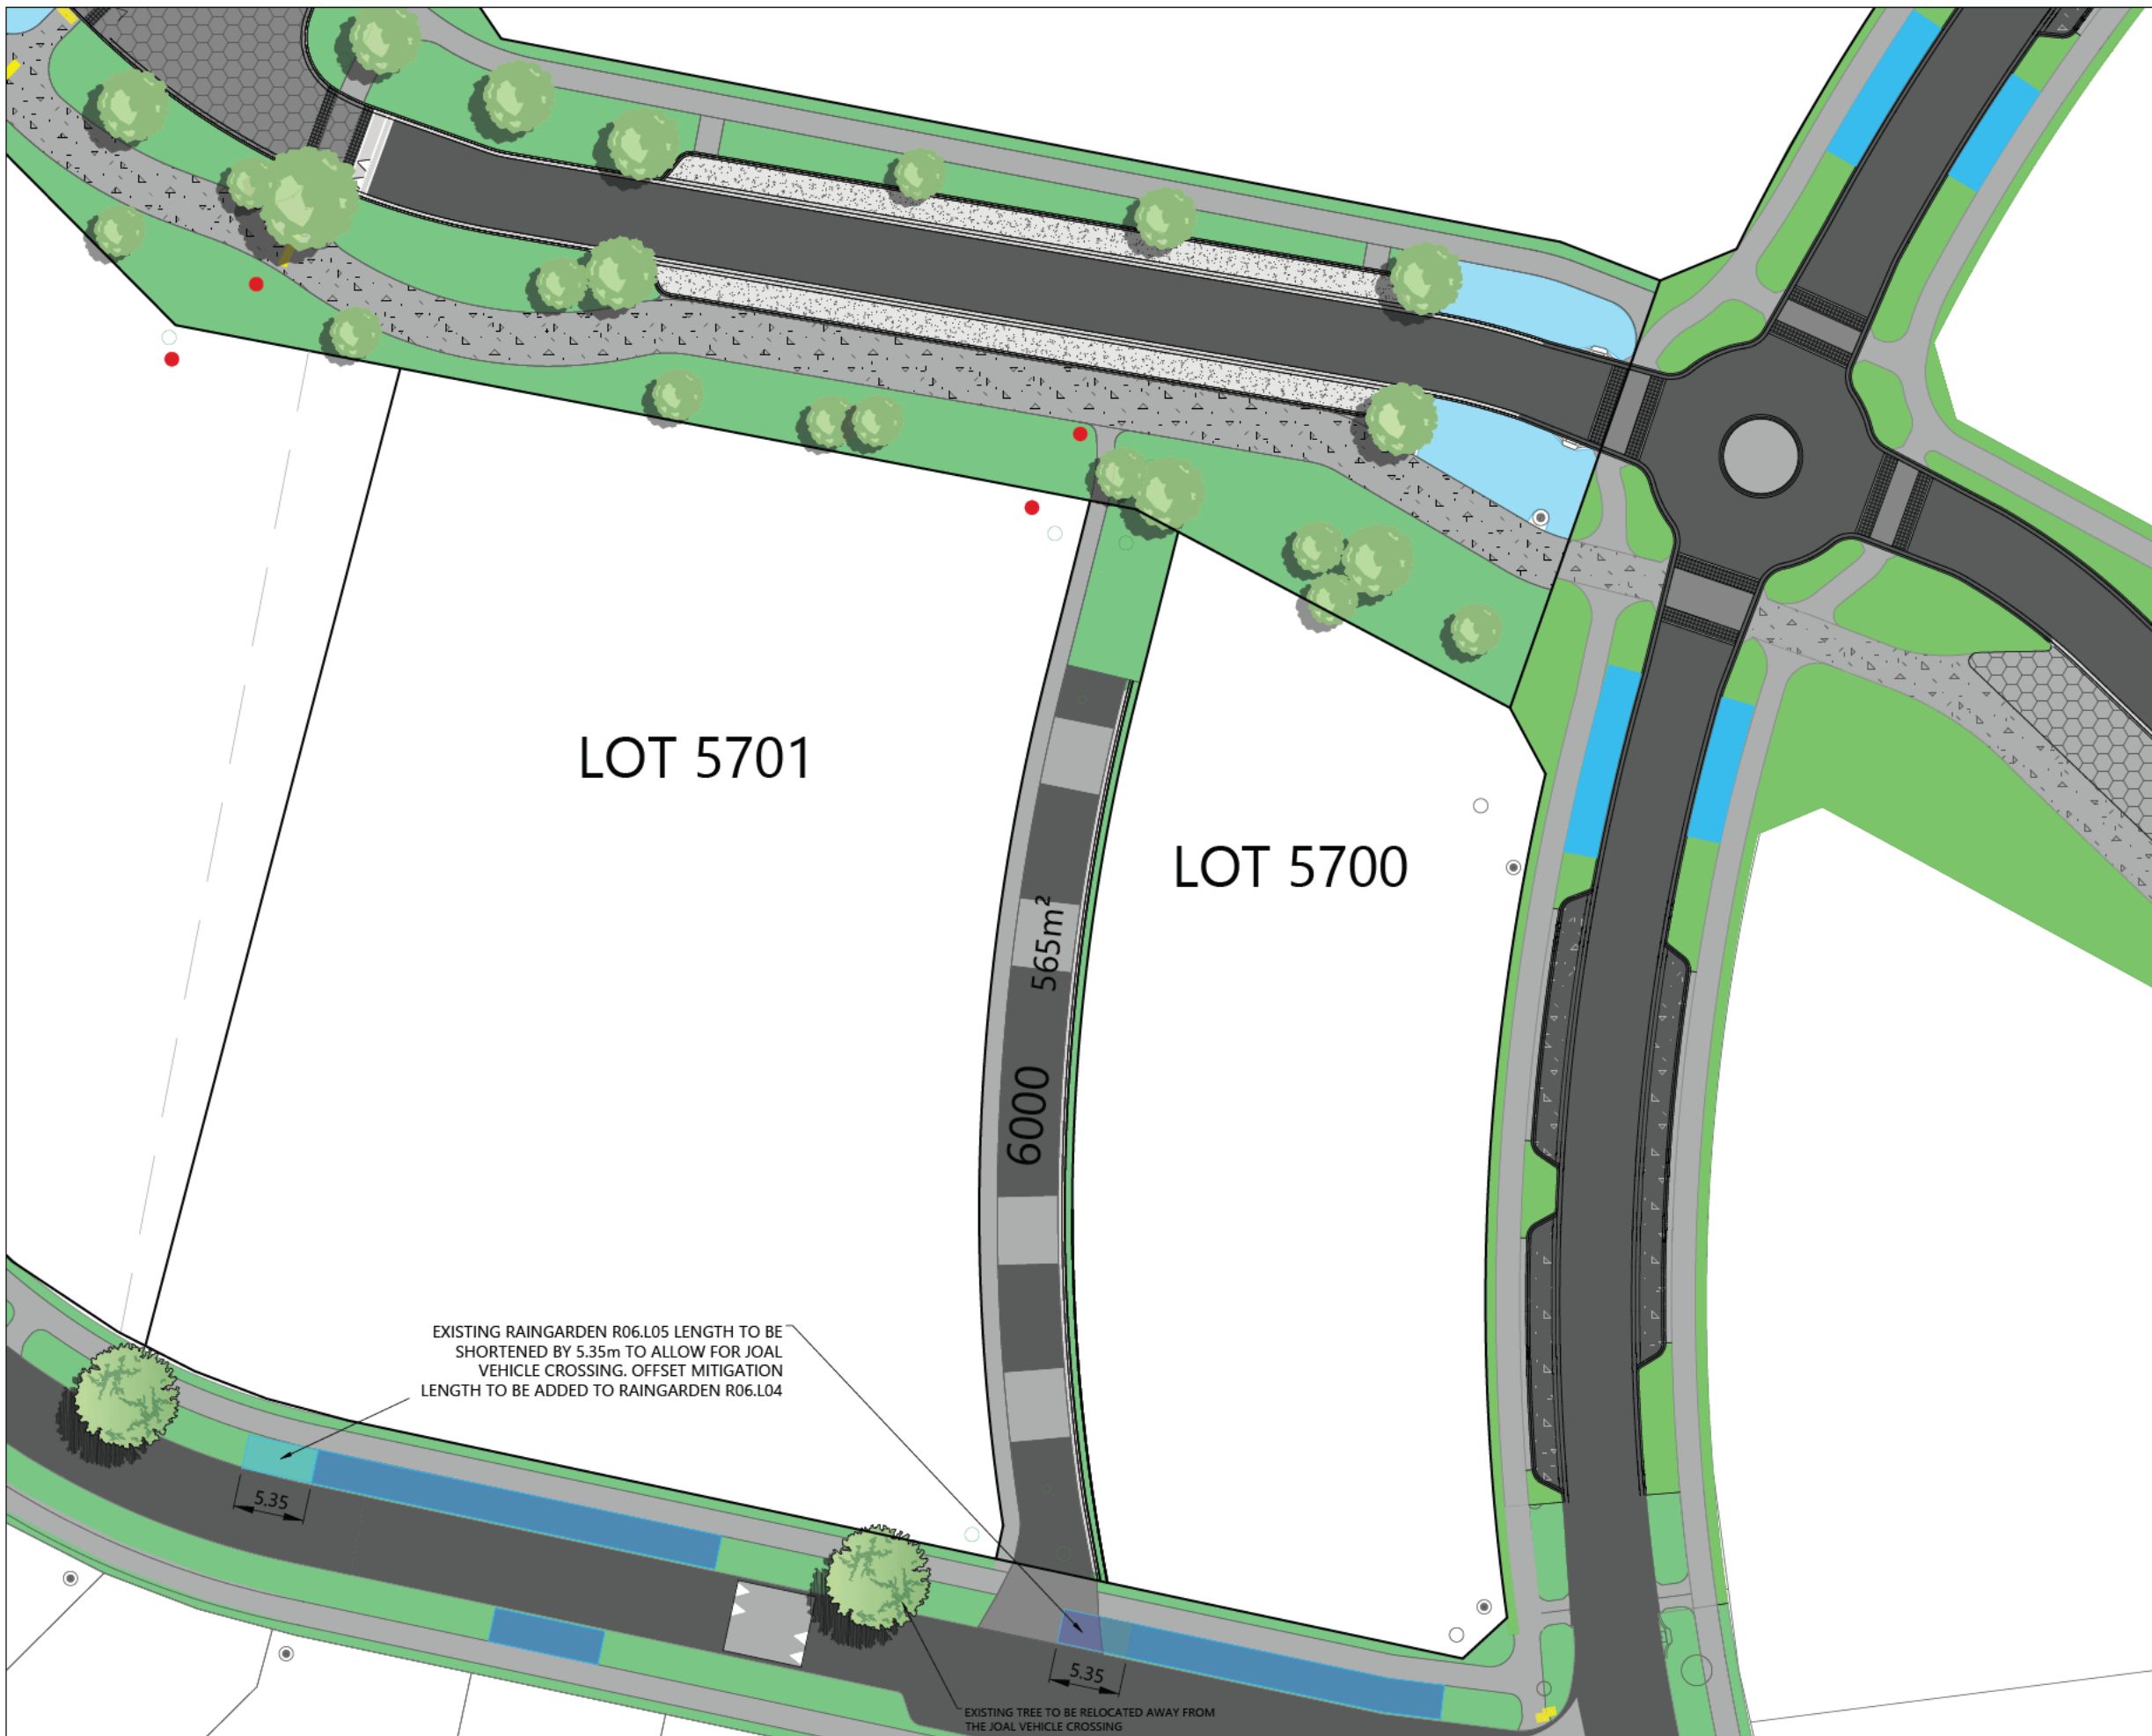 LOT 5701
LOT 5700
565m²
6000
EXISTING RAINGARDEN R06.L05 LENGTH TO BE
SHORTENED BY 5.35m TO ALLOW FOR JOAL
VEHICLE CROSSING. OFFSET MITIGATION
LENGTH TO BE ADDED TO RAINGARDEN R06.L04
5.35
5.35
EXISTING TREE TO BE RELOCATED AWAY FROM
THE JOAL VEHICLE CROSSING